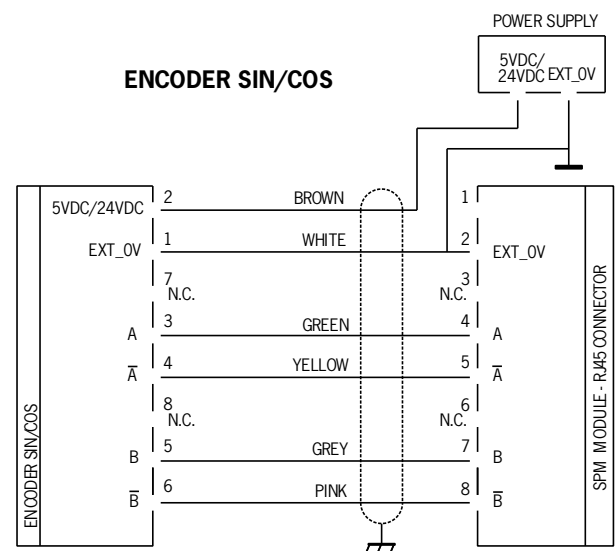 POWER SUPPLY
5VDC/
24VDC EXT_0V
ENCODER SIN/COS
5VDC/24VDC 2 BROWN 1
EXT_0V 1 WHITE 2 EXT_0V
7 3
N.C. N.C.
A 3 GREEN 4 A
A̅ 4 YELLOW 5 A̅
8 6
N.C. N.C.
B 5 GREY 7 B
B̅ 6 PINK 8 B̅
ENCODER SIN/COS
SPM MODULE - RJ45 CONNECTOR